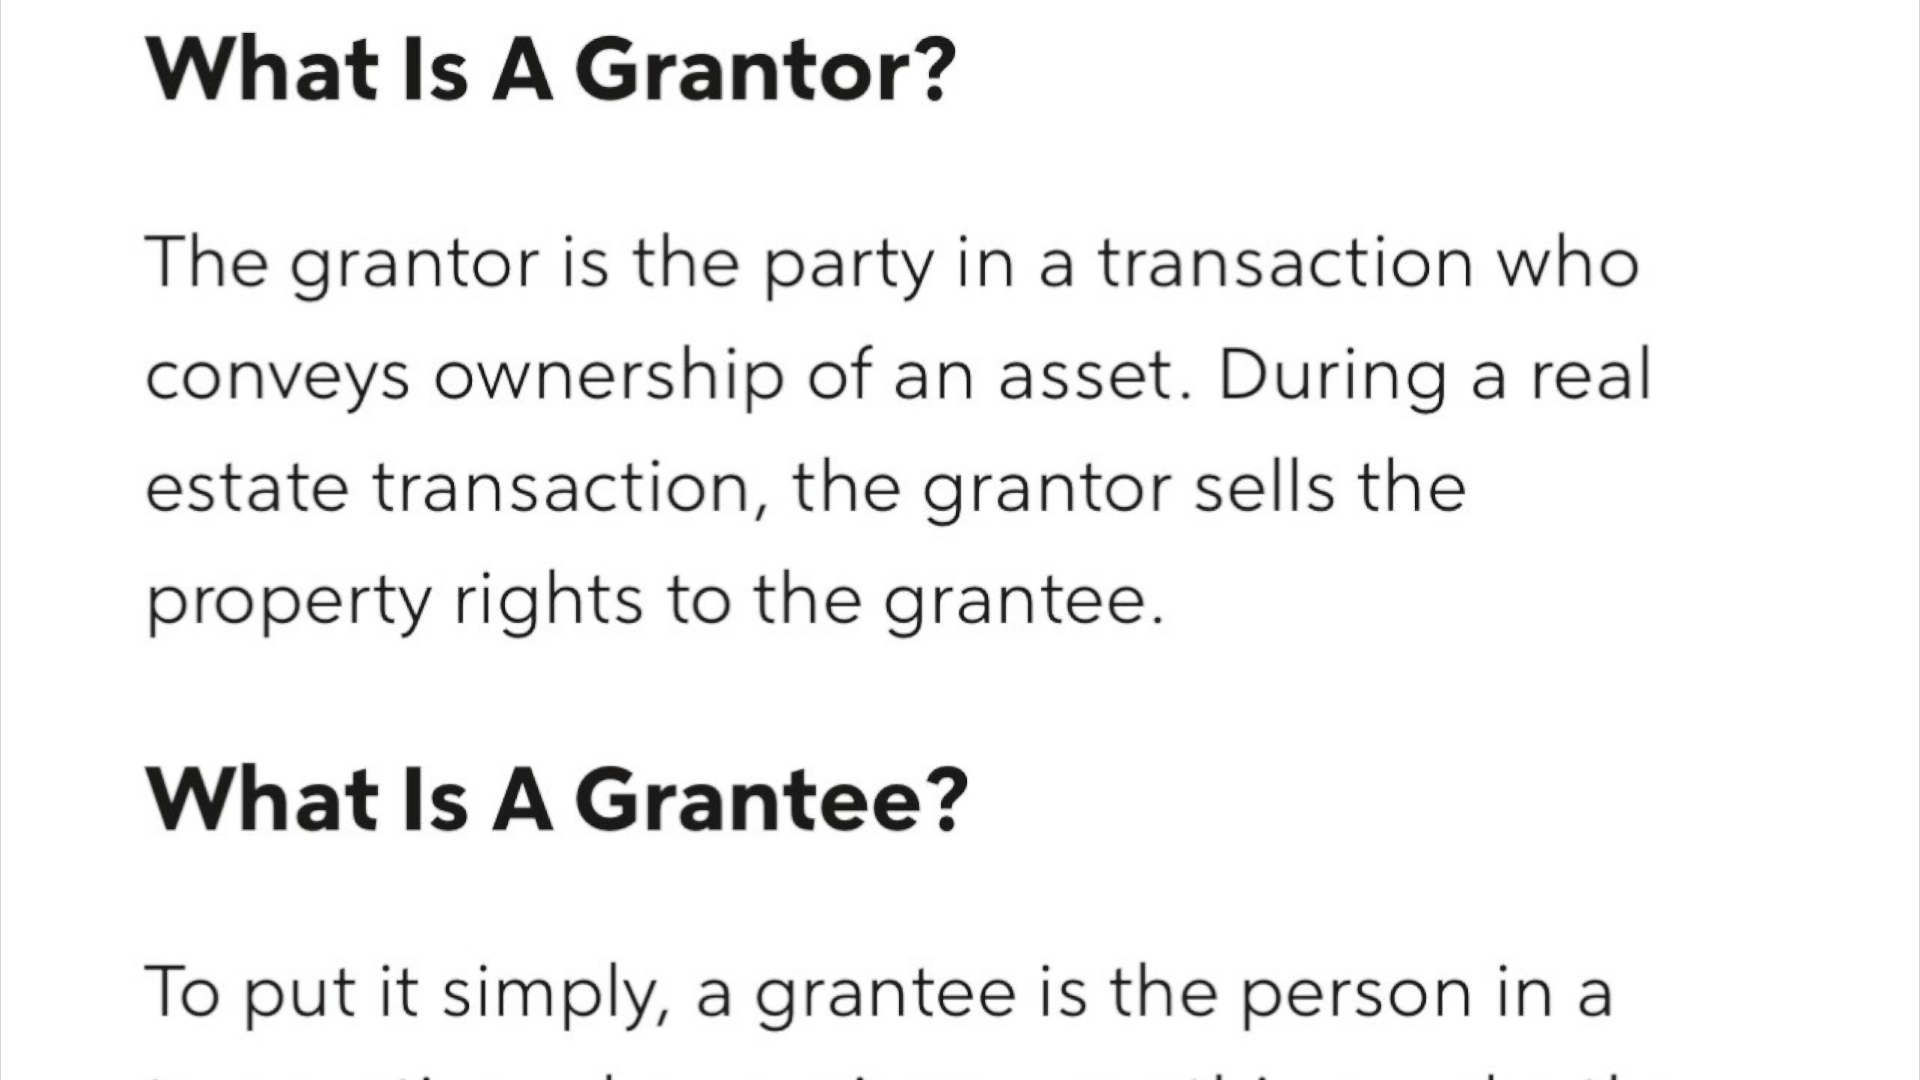 What Is A Grantor?
The grantor is the party in a transaction who
conveys ownership of an asset. During a real
estate transaction, the grantor sells the
property rights to the grantee.
What Is A Grantee?
To put it simply, a grantee is the person in a